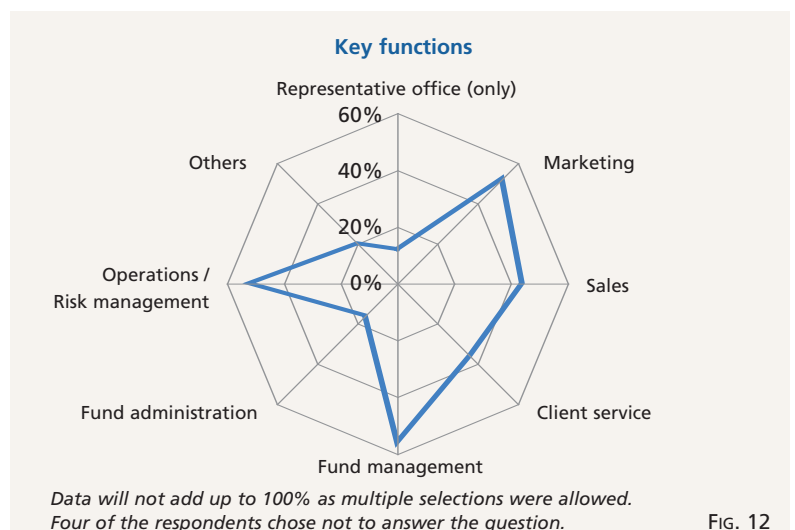 Key functions
Representative office (only)
60%
Others
Marketing
40%
20%
Operations /
Risk management
0%
Sales
Fund administration
Client service
Fund management
Data will not add up to 100% as multiple selections were allowed.
Four of the respondents chose not to answer the question.
FIG. 12